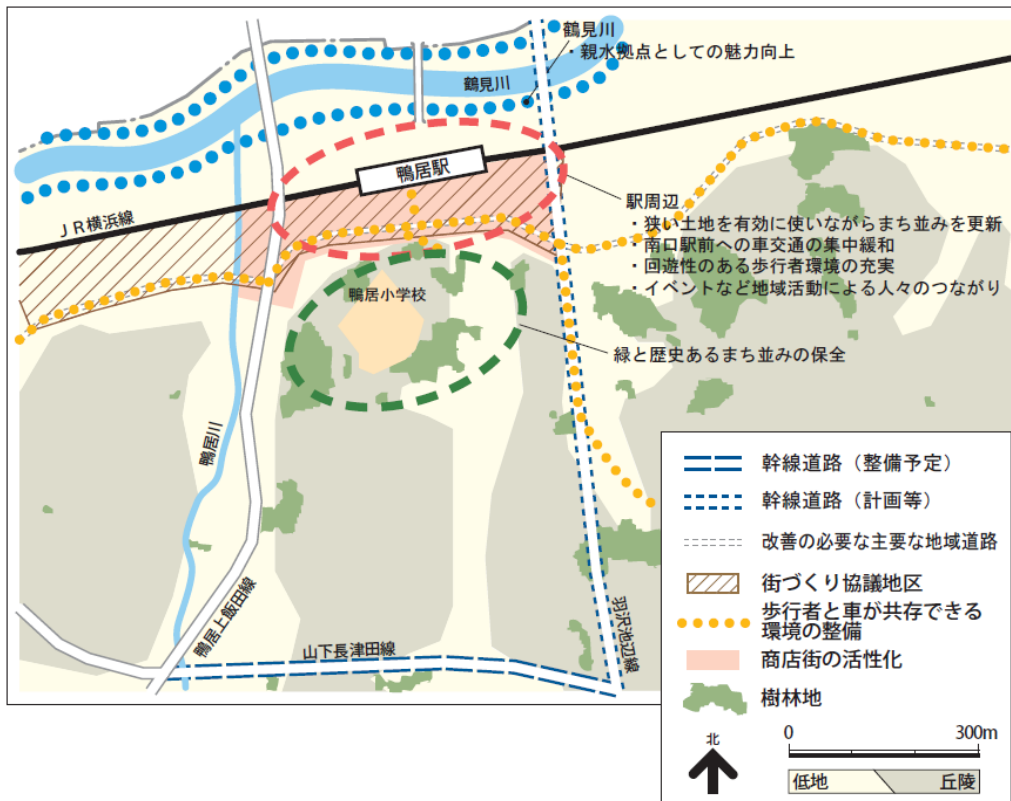 鶴見川
・親水拠点としての魅力向上
鶴見川
鴨居駅
JR横浜線
駅周辺
・狭い土地を有効に使いながらまち並みを更新
・南口駅前への車交通の集中緩和
・回遊性のある歩行者環境の充実
・イベントなど地域活動による人々のつながり
鴨居小学校
緑と歴史あるまち並みの保全
鴨居川
鴨居上飯田線
山下長津田線
羽沢池辺線
幹線道路（整備予定）
幹線道路（計画等）
改善の必要な主要な地域道路
街づくり協議地区
歩行者と車が共存できる
環境の整備
商店街の活性化
樹林地
北
0 300m
低地 丘陵